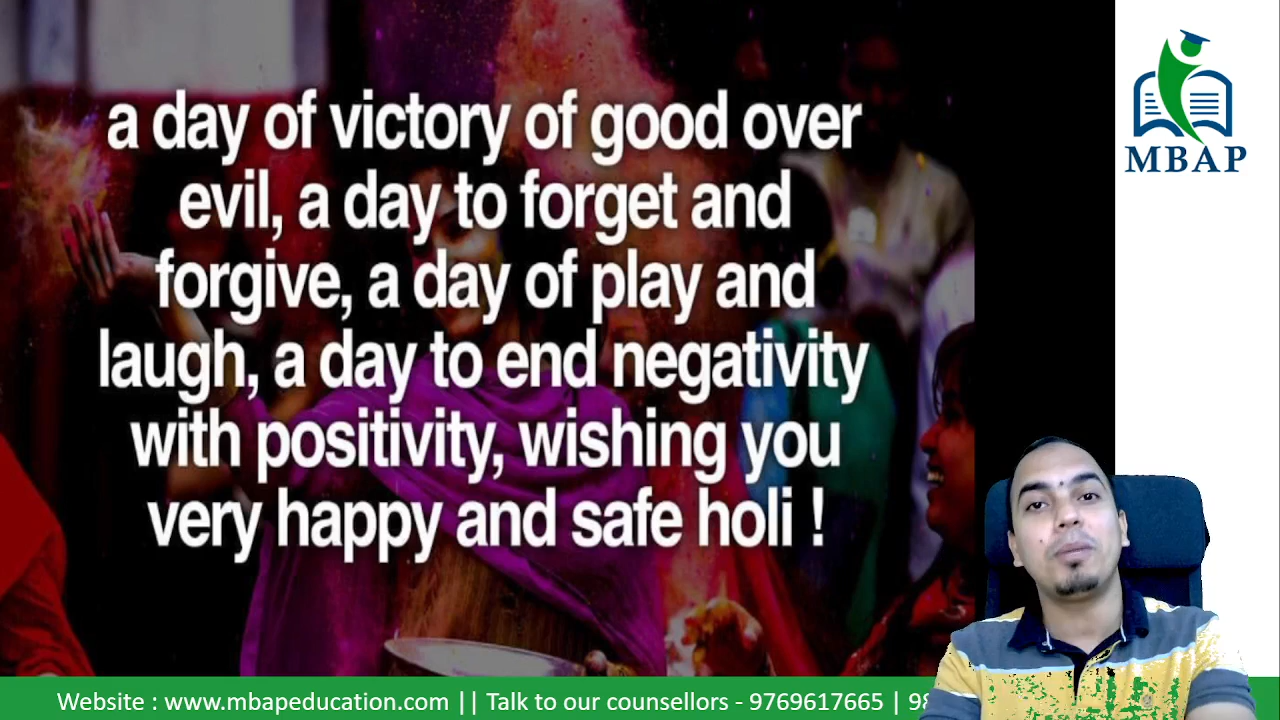 a day of victory of good over
evil, a day to forget and
forgive, a day of play and
laugh, a day to end negativity
with positivity, wishing you
very happy and safe holi !
MBAP
Website : www.mbapeducation.com || Talk to our counsellors - 9769617665 |